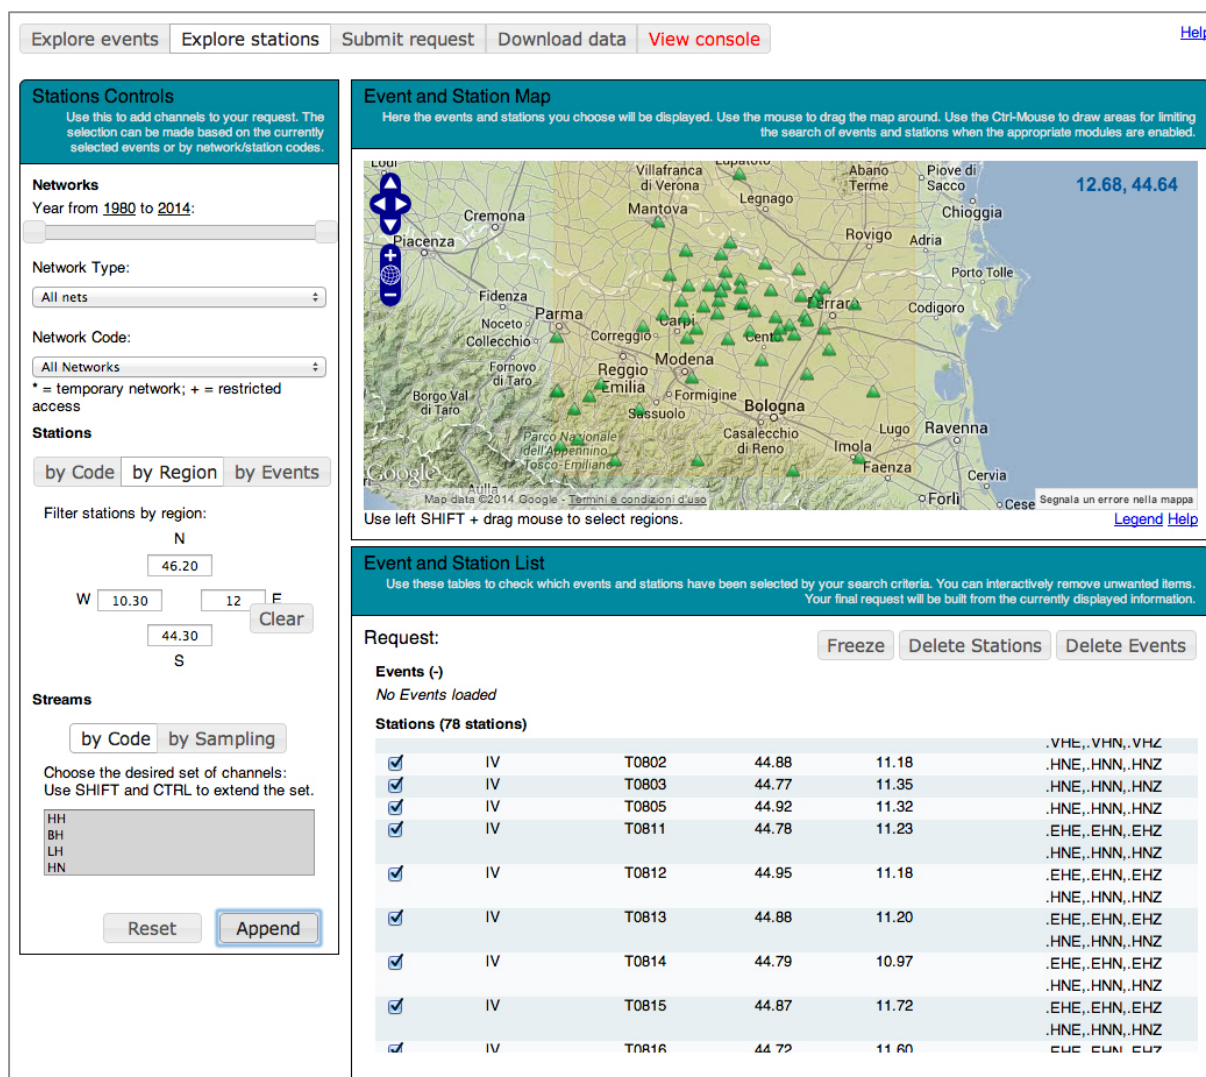 Explore events Explore stations Submit request Download data View console
Help
Stations Controls
Use this to add channels to your request. The
selection can be made based on the currently
selected events or by network/station codes.
Networks
Year from 1980 to 2014:
Network Type:
All nets
Network Code:
All Networks
* = temporary network; + = restricted
access
Stations
by Code by Region by Events
Filter stations by region:
N
46.20
W 10.30 12 E
Clear
44.30
S
Streams
by Code by Sampling
Choose the desired set of channels:
Use SHIFT and CTRL to extend the set.
HH
BH
LH
HN
Reset Append
Event and Station Map
Here the events and stations you choose will be displayed. Use the mouse to drag the map around. Use the Ctrl-Mouse to draw areas for limiting
the search of events and stations when the appropriate modules are enabled.
12.68, 44.64
Lodi
Lupatoto
Villafranca
di Verona
Abano
Terme
Piove di
Sacco
Legnago
Mantova
Chioggia
Cremona
Rovigo
Adria
Piacenza
Porto Tolle
Fidenza
Parma
Ferrara
Codigoro
Noceto
Carpi
Collecchio
Correggio
Cento
Modena
Fornovo
di Taro
Reggio
Emilia
Formigine
Borgo Val
di Taro
Sassuolo
Bologna
Parco Nazionale
dell'Appennino
Tosco-Emiliano
Casalecchio
di Reno
Lugo
Ravenna
Imola
Faenza
Cervia
Google
Aulla
Forlì
Cese
Map data ©2014 Google - Termini e condizioni d'uso
Segnala un errore nella mappa
Use left SHIFT + drag mouse to select regions.
Legend Help
Event and Station List
Use these tables to check which events and stations have been selected by your search criteria. You can interactively remove unwanted items.
Your final request will be built from the currently displayed information.
Request:
Freeze Delete Stations Delete Events
Events (-)
No Events loaded
Stations (78 stations)
.VHE,.VHN,.VHZ
IV T0802 44.88 11.18 .HNE,.HNN,.HNZ
IV T0803 44.77 11.35 .HNE,.HNN,.HNZ
IV T0805 44.92 11.32 .HNE,.HNN,.HNZ
IV T0811 44.78 11.23 .EHE,.EHN,.EHZ
.HNE,.HNN,.HNZ
IV T0812 44.95 11.18 .EHE,.EHN,.EHZ
.HNE,.HNN,.HNZ
IV T0813 44.88 11.20 .EHE,.EHN,.EHZ
.HNE,.HNN,.HNZ
IV T0814 44.79 10.97 .EHE,.EHN,.EHZ
.HNE,.HNN,.HNZ
IV T0815 44.87 11.72 .EHE,.EHN,.EHZ
.HNE,.HNN,.HNZ
IV T0816 44.72 11.60 .EHE,.EHN,.EHZ